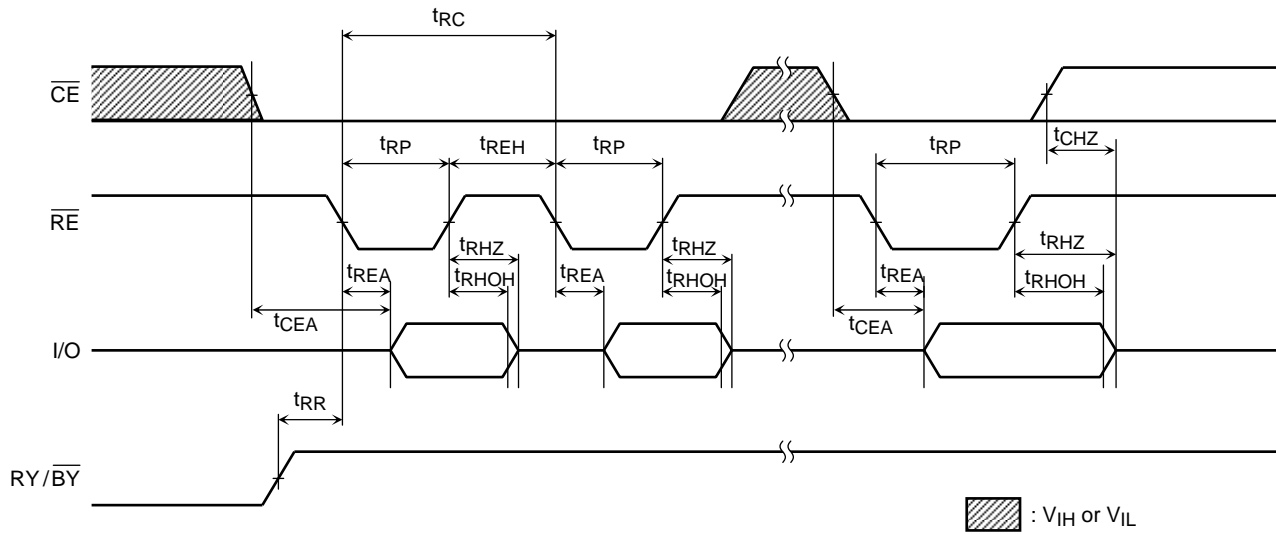 tRC
CE
tCHZ
tRP tREH tRP tRP
RE
tRHZ tRHZ tRHZ
tREA tRHOH tREA tRHOH tREA tRHOH
tCEA tCEA
I/O
tRR
RY/BY
: VIH or VIL